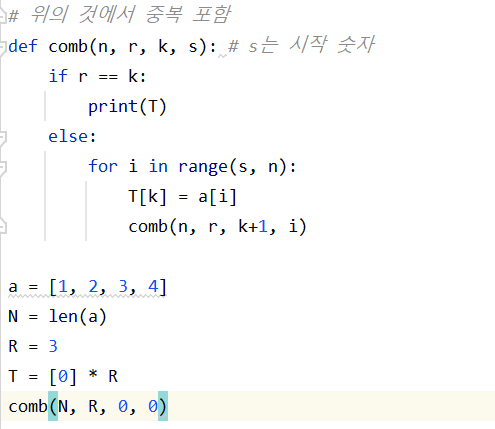 # 위의 것에서 중복 포함
def comb(n, r, k, s): # s는 시작 숫자
    if r == k:
        print(T)
    else:
        for i in range(s, n):
            T[k] = a[i]
            comb(n, r, k+1, i)

a = [1, 2, 3, 4]
N = len(a)
R = 3
T = [0] * R
comb(N, R, 0, 0)